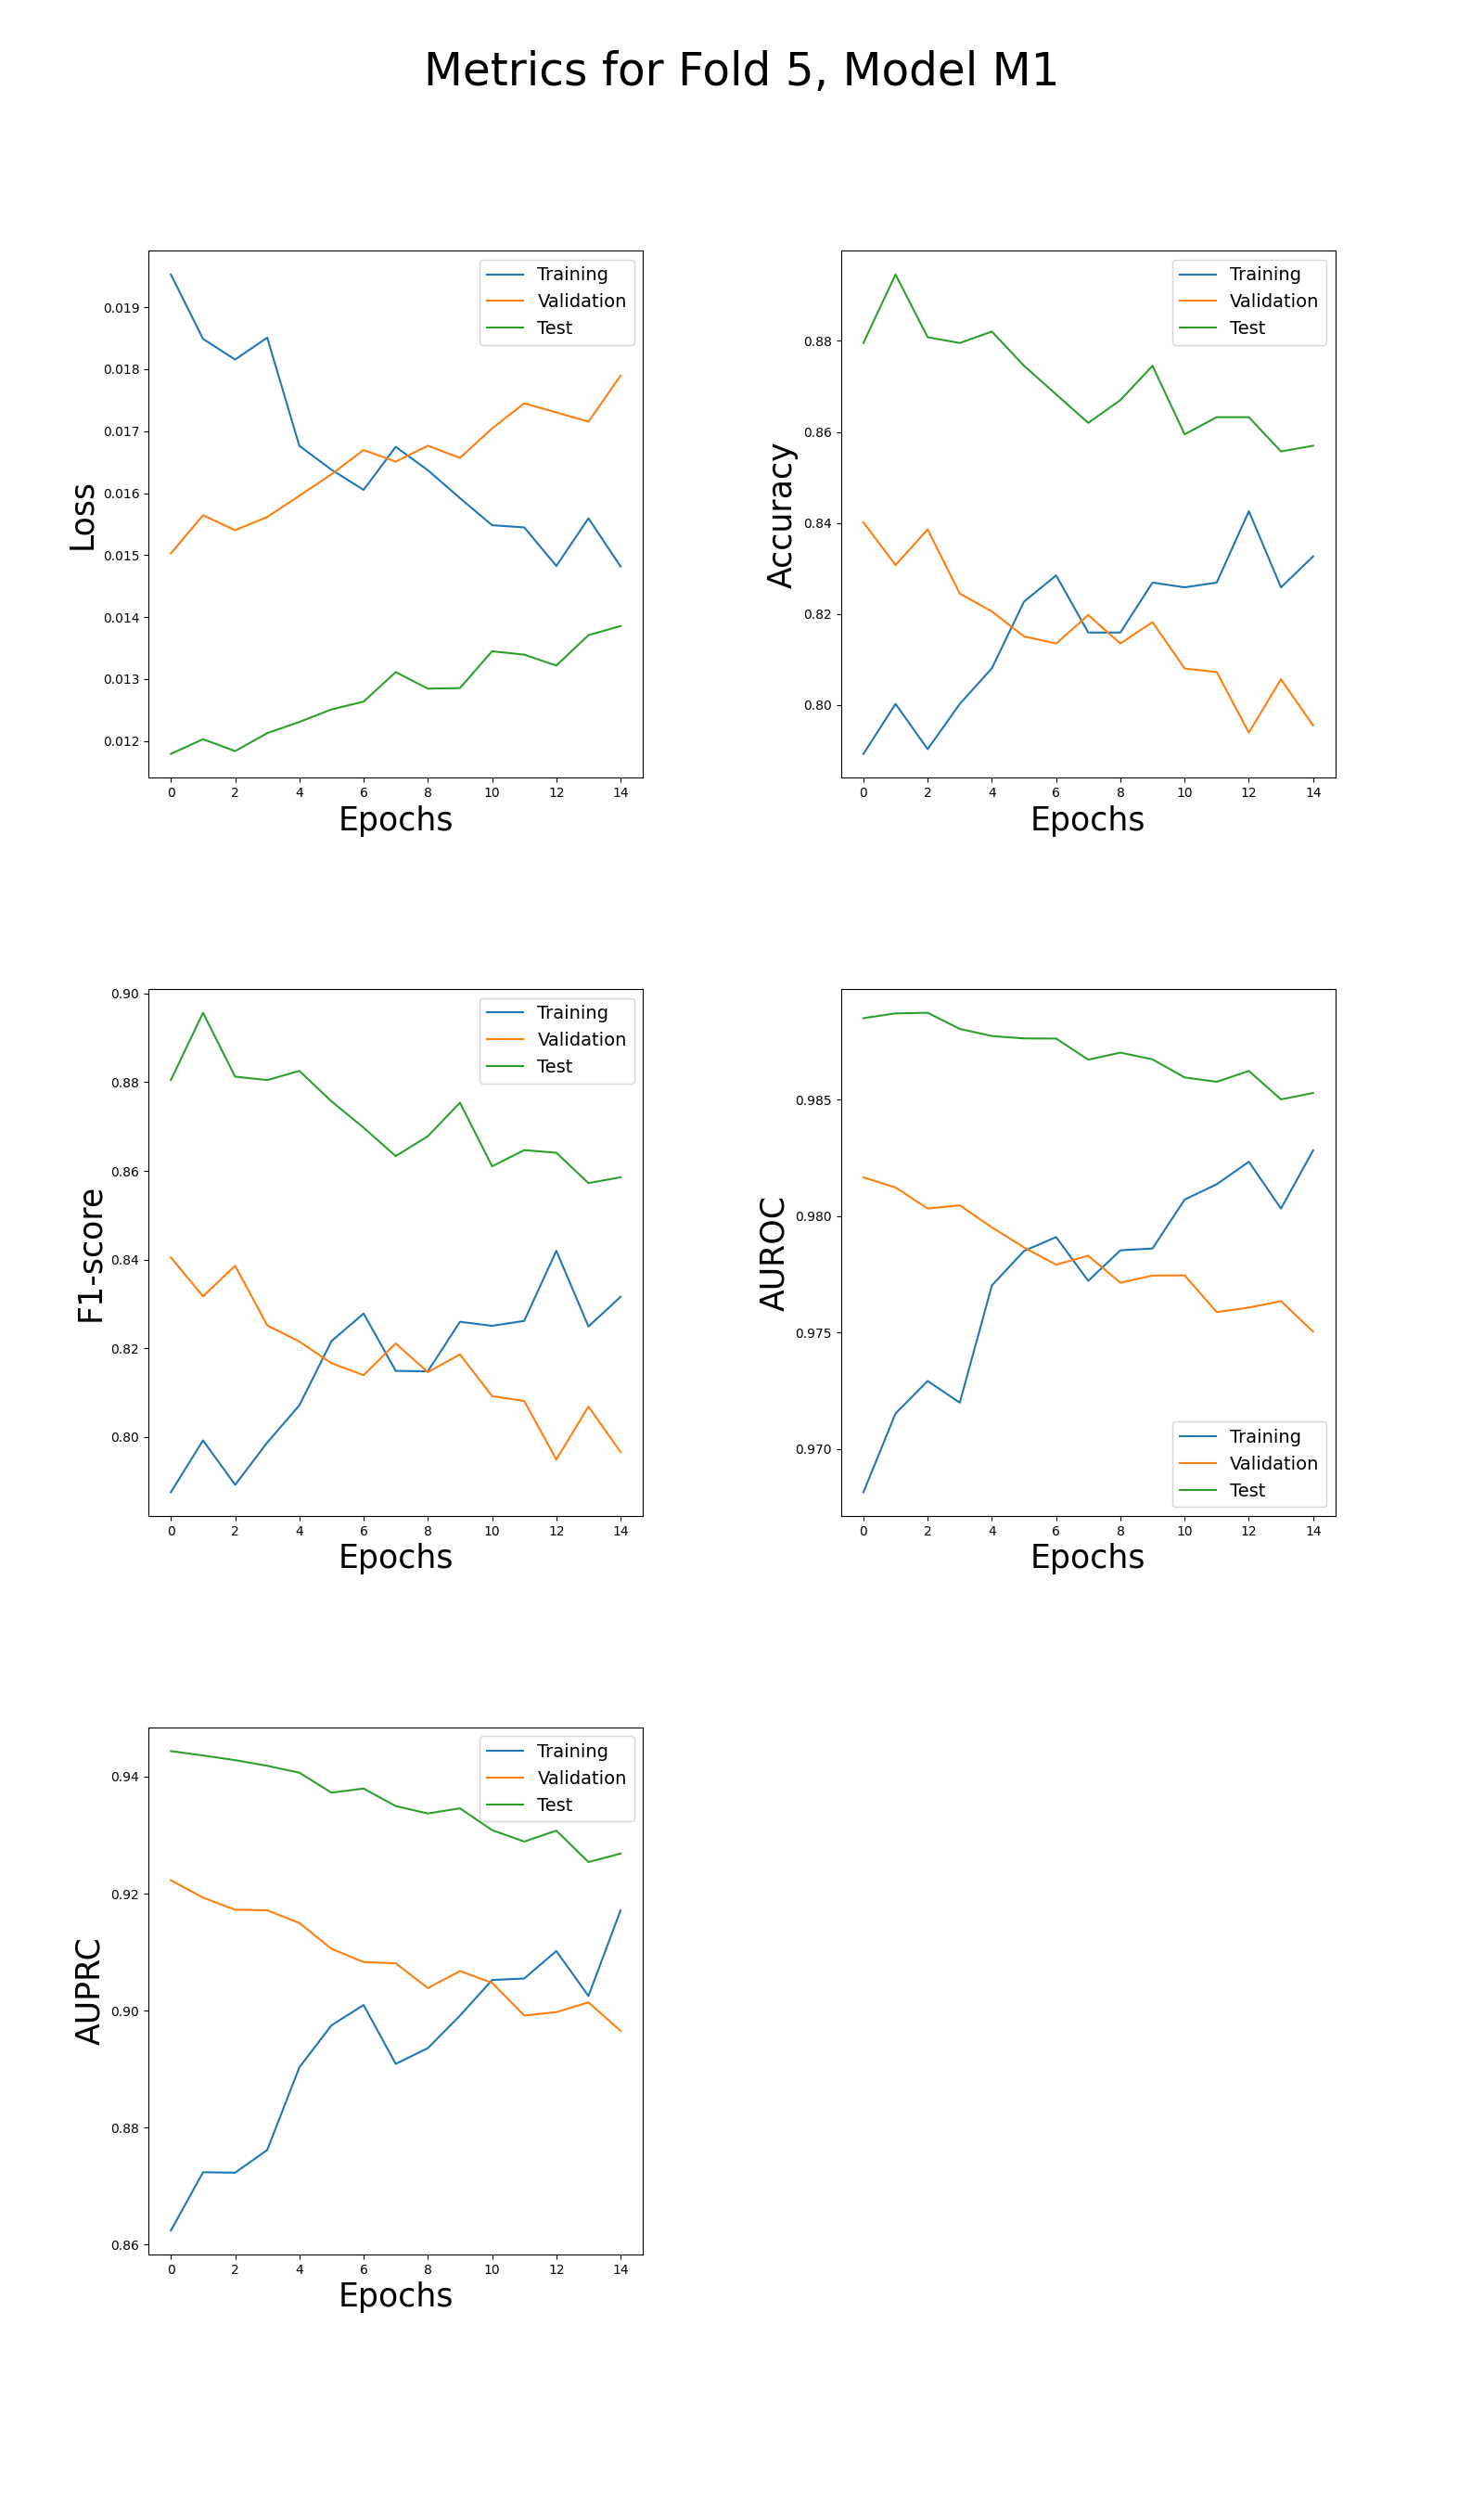 Metrics for Fold 5, Model M1
Training
Validation
Test
0.019
0.018
0.017
0.016
0.015
0.014
0.013
0.012
Loss
0 2 4 6 8 10 12 14
Epochs
Training
Validation
Test
0.88
0.86
0.84
0.82
0.80
Accuracy
0 2 4 6 8 10 12 14
Epochs
Training
Validation
Test
0.90
0.88
0.86
0.84
0.82
0.80
F1-score
0 2 4 6 8 10 12 14
Epochs
0.985
0.980
0.975
0.970
AUROC
Training
Validation
Test
0 2 4 6 8 10 12 14
Epochs
Training
Validation
Test
0.94
0.92
0.90
0.88
0.86
AUPRC
0 2 4 6 8 10 12 14
Epochs